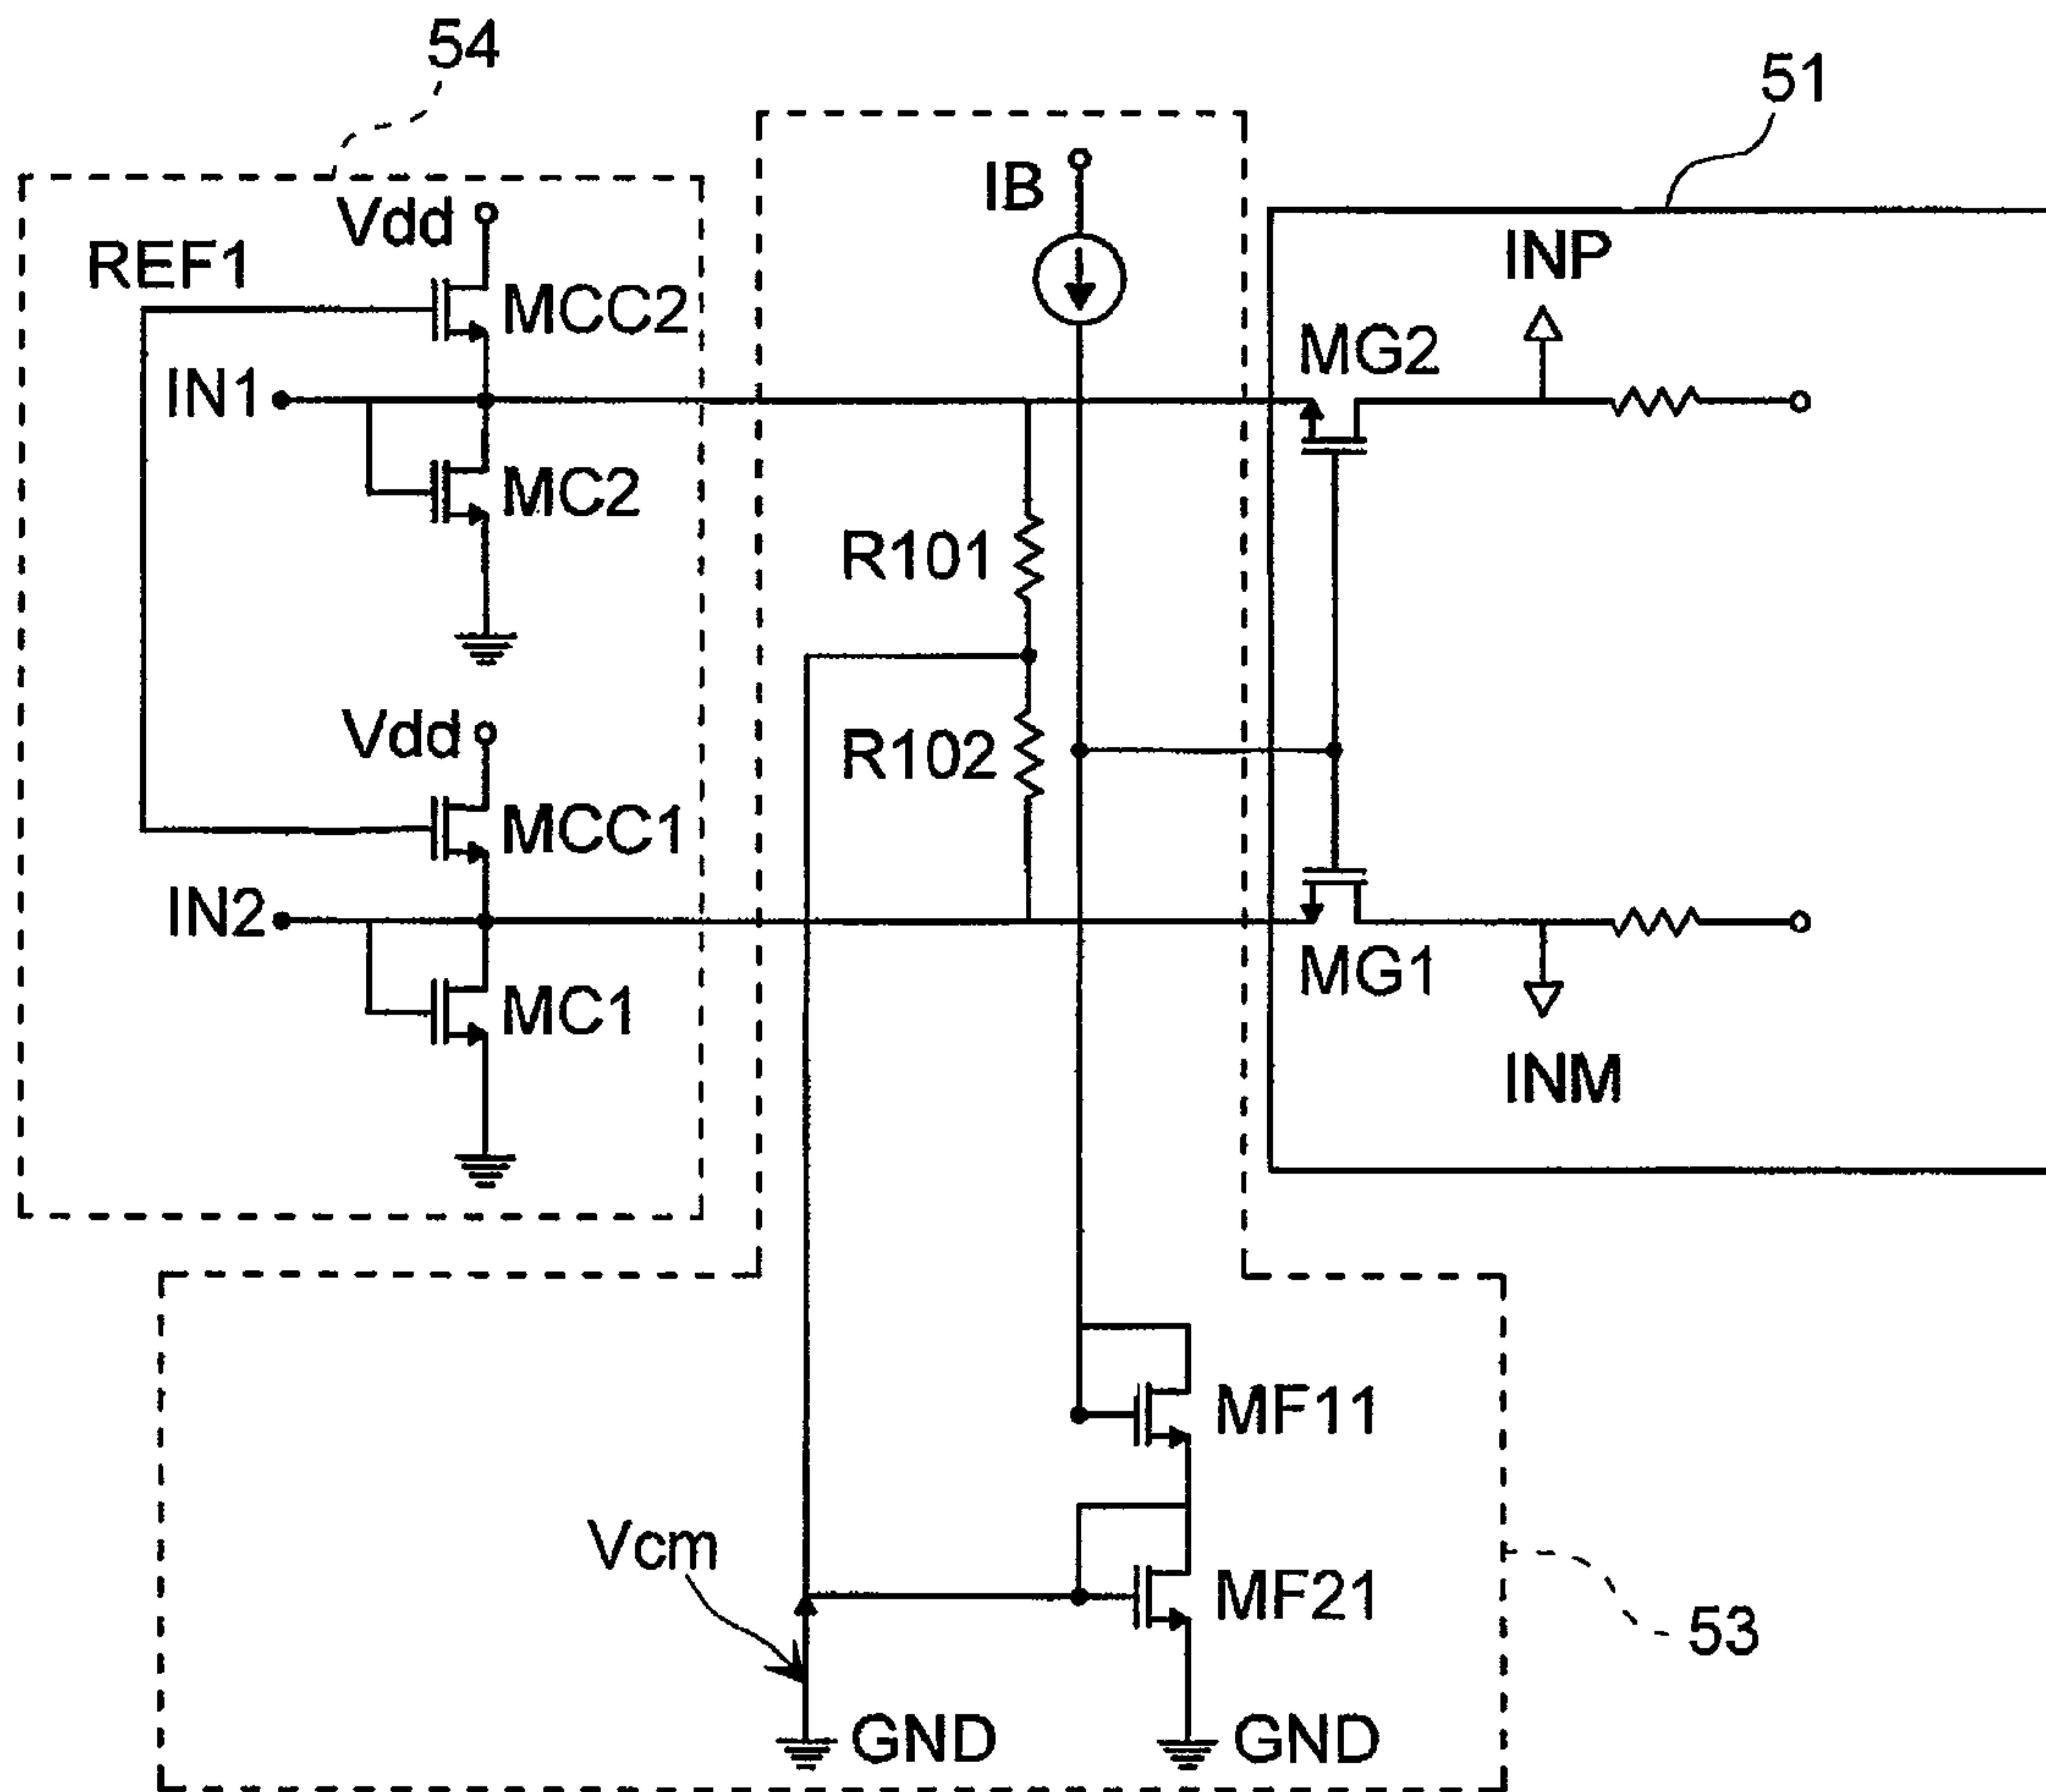 54
51
Vdd
IB
REF1
INP
MCC2
MG2
IN1
MC2
R101
Vdd
R102
MCC1
IN2
MG1
MC1
INM
MF11
Vcm
MF21
53
GND
GND